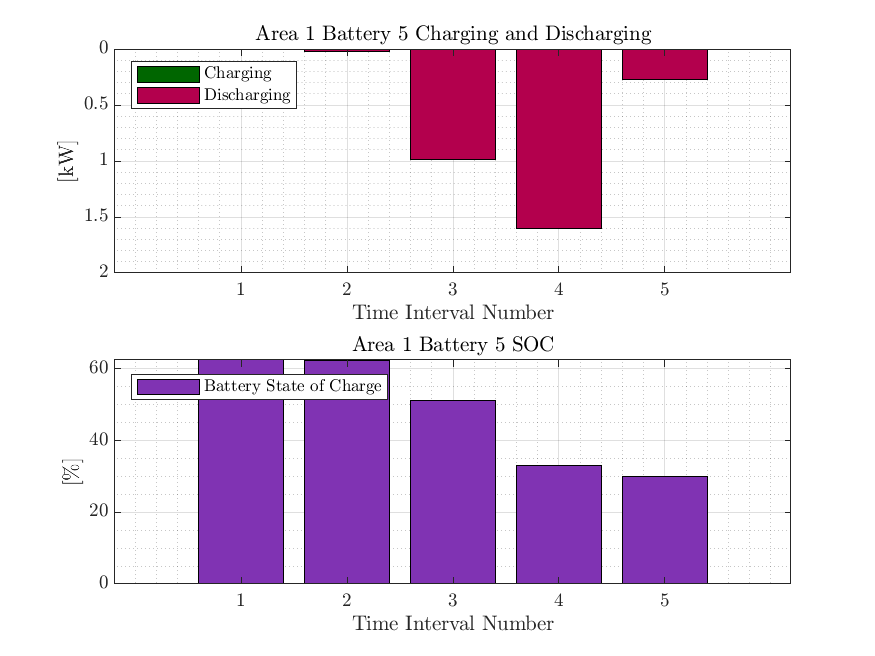 Area 1 Battery 5 Charging and Discharging
0
0.5
1
1.5
2
[kW]
Charging
Discharging
1 2 3 4 5
Time Interval Number
Area 1 Battery 5 SOC
60
40
20
0
[%]
Battery State of Charge
1 2 3 4 5
Time Interval Number